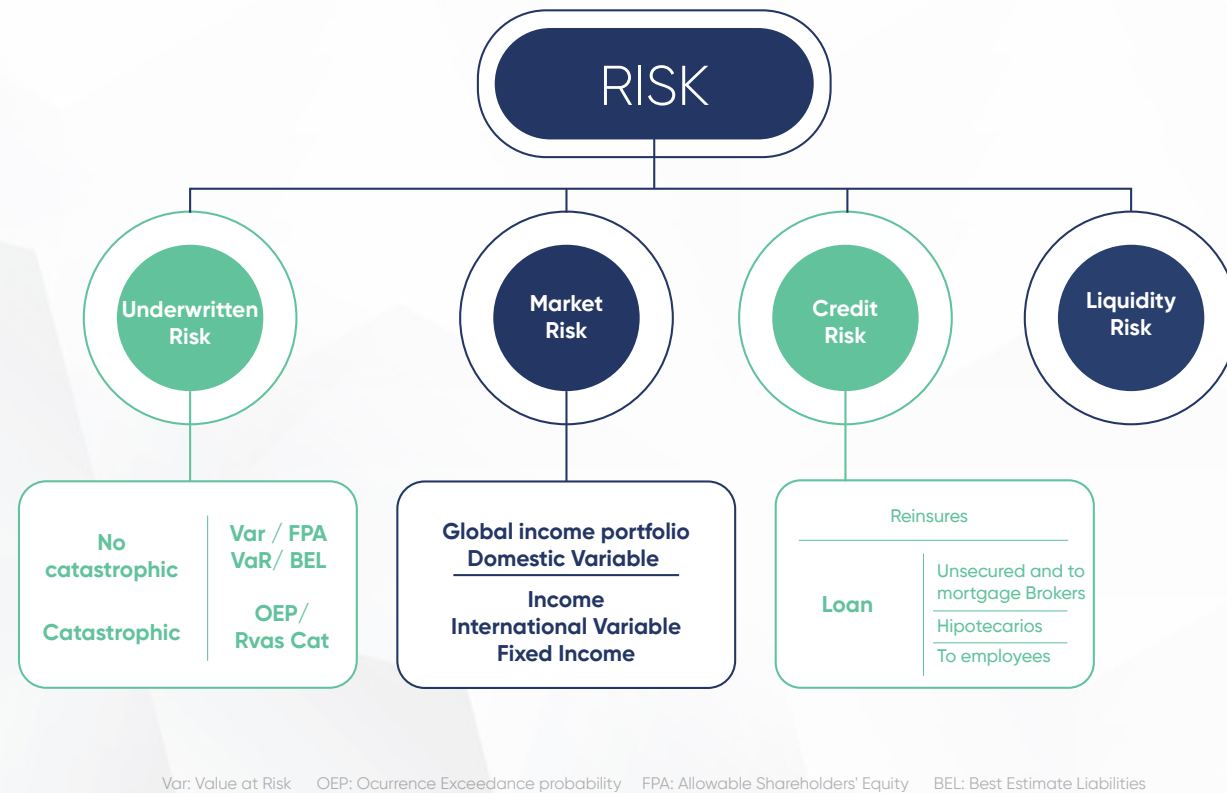 RISK
Underwritten
Risk
Market
Risk
Credit
Risk
Liquidity
Risk
No
catastrophic
Var / FPA
VaR/ BEL
Catastrophic
OEP/
Rvas Cat
Global income portfolio
Domestic Variable
Income
International Variable
Fixed Income
Reinsures
Loan
Unsecured and to
mortgage Brokers
Hipotecarios
To employees
Var: Value at Risk OEP: Ocurrence Exceedance probability FPA: Allowable Shareholders' Equity BEL: Best Estimate Liabilities